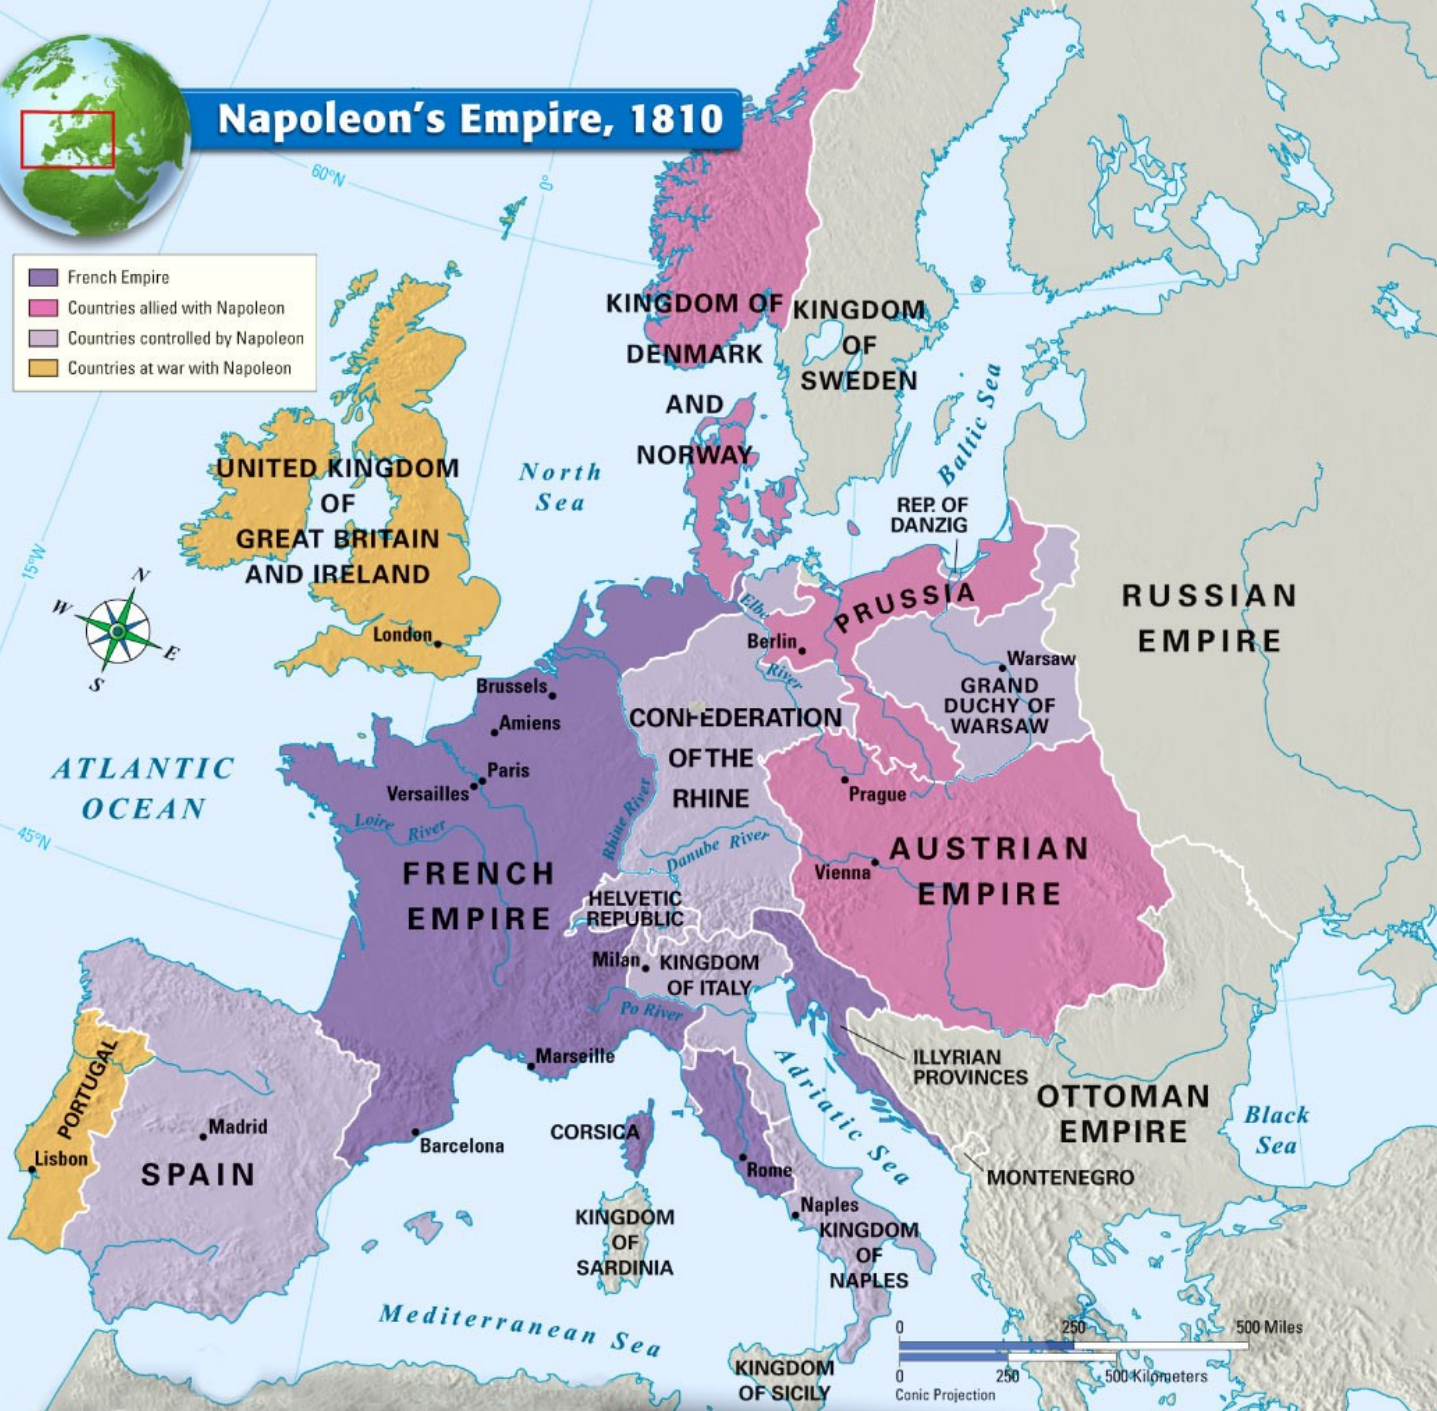 Napoleon's Empire, 1810
60°N
0°
French Empire
Countries allied with Napoleon
Countries controlled by Napoleon
Countries at war with Napoleon
KINGDOM OF
DENMARK
AND
NORWAY
KINGDOM
OF
SWEDEN
Baltic Sea
UNITED KINGDOM
OF
GREAT BRITAIN
AND IRELAND
London
North
Sea
15°W
N
W
E
S
REP. OF
DANZIG
PRUSSIA
RUSSIAN
EMPIRE
Elbe
River
Berlin
Warsaw
GRAND
DUCHY OF
WARSAW
Brussels
Amiens
Paris
Versailles
CONFEDERATION
OF THE
RHINE
Rhine River
Prague
ATLANTIC
OCEAN
45°N
Loire River
Danube River
Vienna
AUSTRIAN
EMPIRE
FRENCH
EMPIRE
HELVETIC
REPUBLIC
Milan
KINGDOM
OF ITALY
Po River
Marseille
ILLYRIAN
PROVINCES
Adriatic Sea
OTTOMAN
EMPIRE
Black
Sea
MONTENEGRO
PORTUGAL
Lisbon
Madrid
SPAIN
Barcelona
CORSICA
Rome
Naples
KINGDOM
OF
NAPLES
KINGDOM
OF
SARDINIA
Mediterranean Sea
KINGDOM
OF SICILY
0 250 500 Miles
0 250 500 Kilometers
Conic Projection